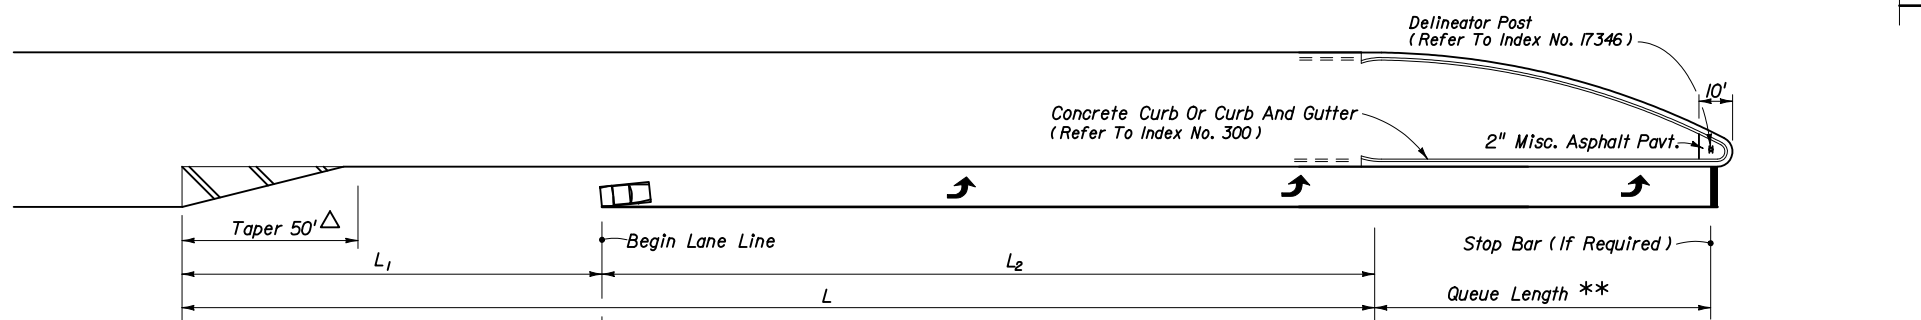 Delineator Post
(Refer To Index No. 17346)
10'
Concrete Curb Or Curb And Gutter
(Refer To Index No. 300)
2" Misc. Asphalt Pavt.
Taper 50' △
Begin Lane Line
Stop Bar (If Required)
L1
L2
L
Queue Length **